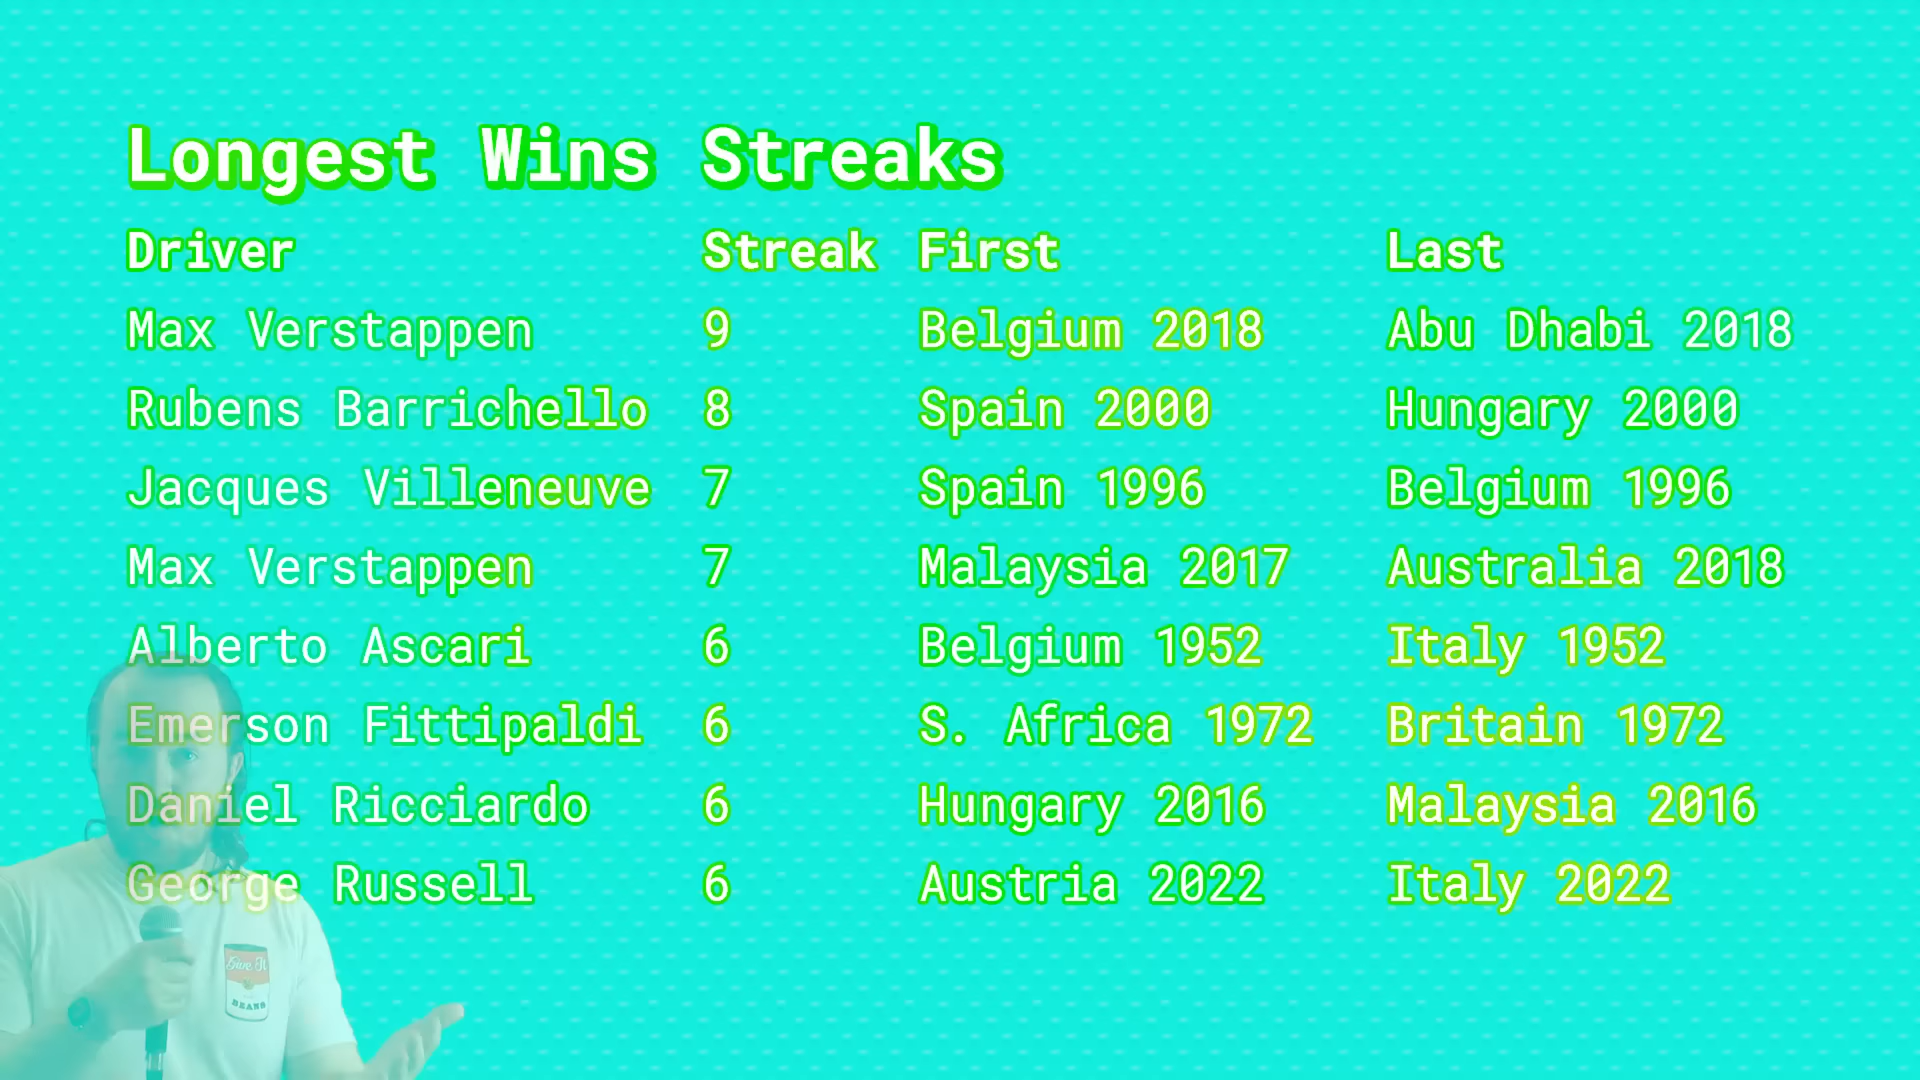 Longest Wins Streaks
Driver Streak First Last
Max Verstappen 9 Belgium 2018 Abu Dhabi 2018
Rubens Barrichello 8 Spain 2000 Hungary 2000
Jacques Villeneuve 7 Spain 1996 Belgium 1996
Max Verstappen 7 Malaysia 2017 Australia 2018
Alberto Ascari 6 Belgium 1952 Italy 1952
Emerson Fittipaldi 6 S. Africa 1972 Britain 1972
Daniel Ricciardo 6 Hungary 2016 Malaysia 2016
George Russell 6 Austria 2022 Italy 2022
Give It
BEANS